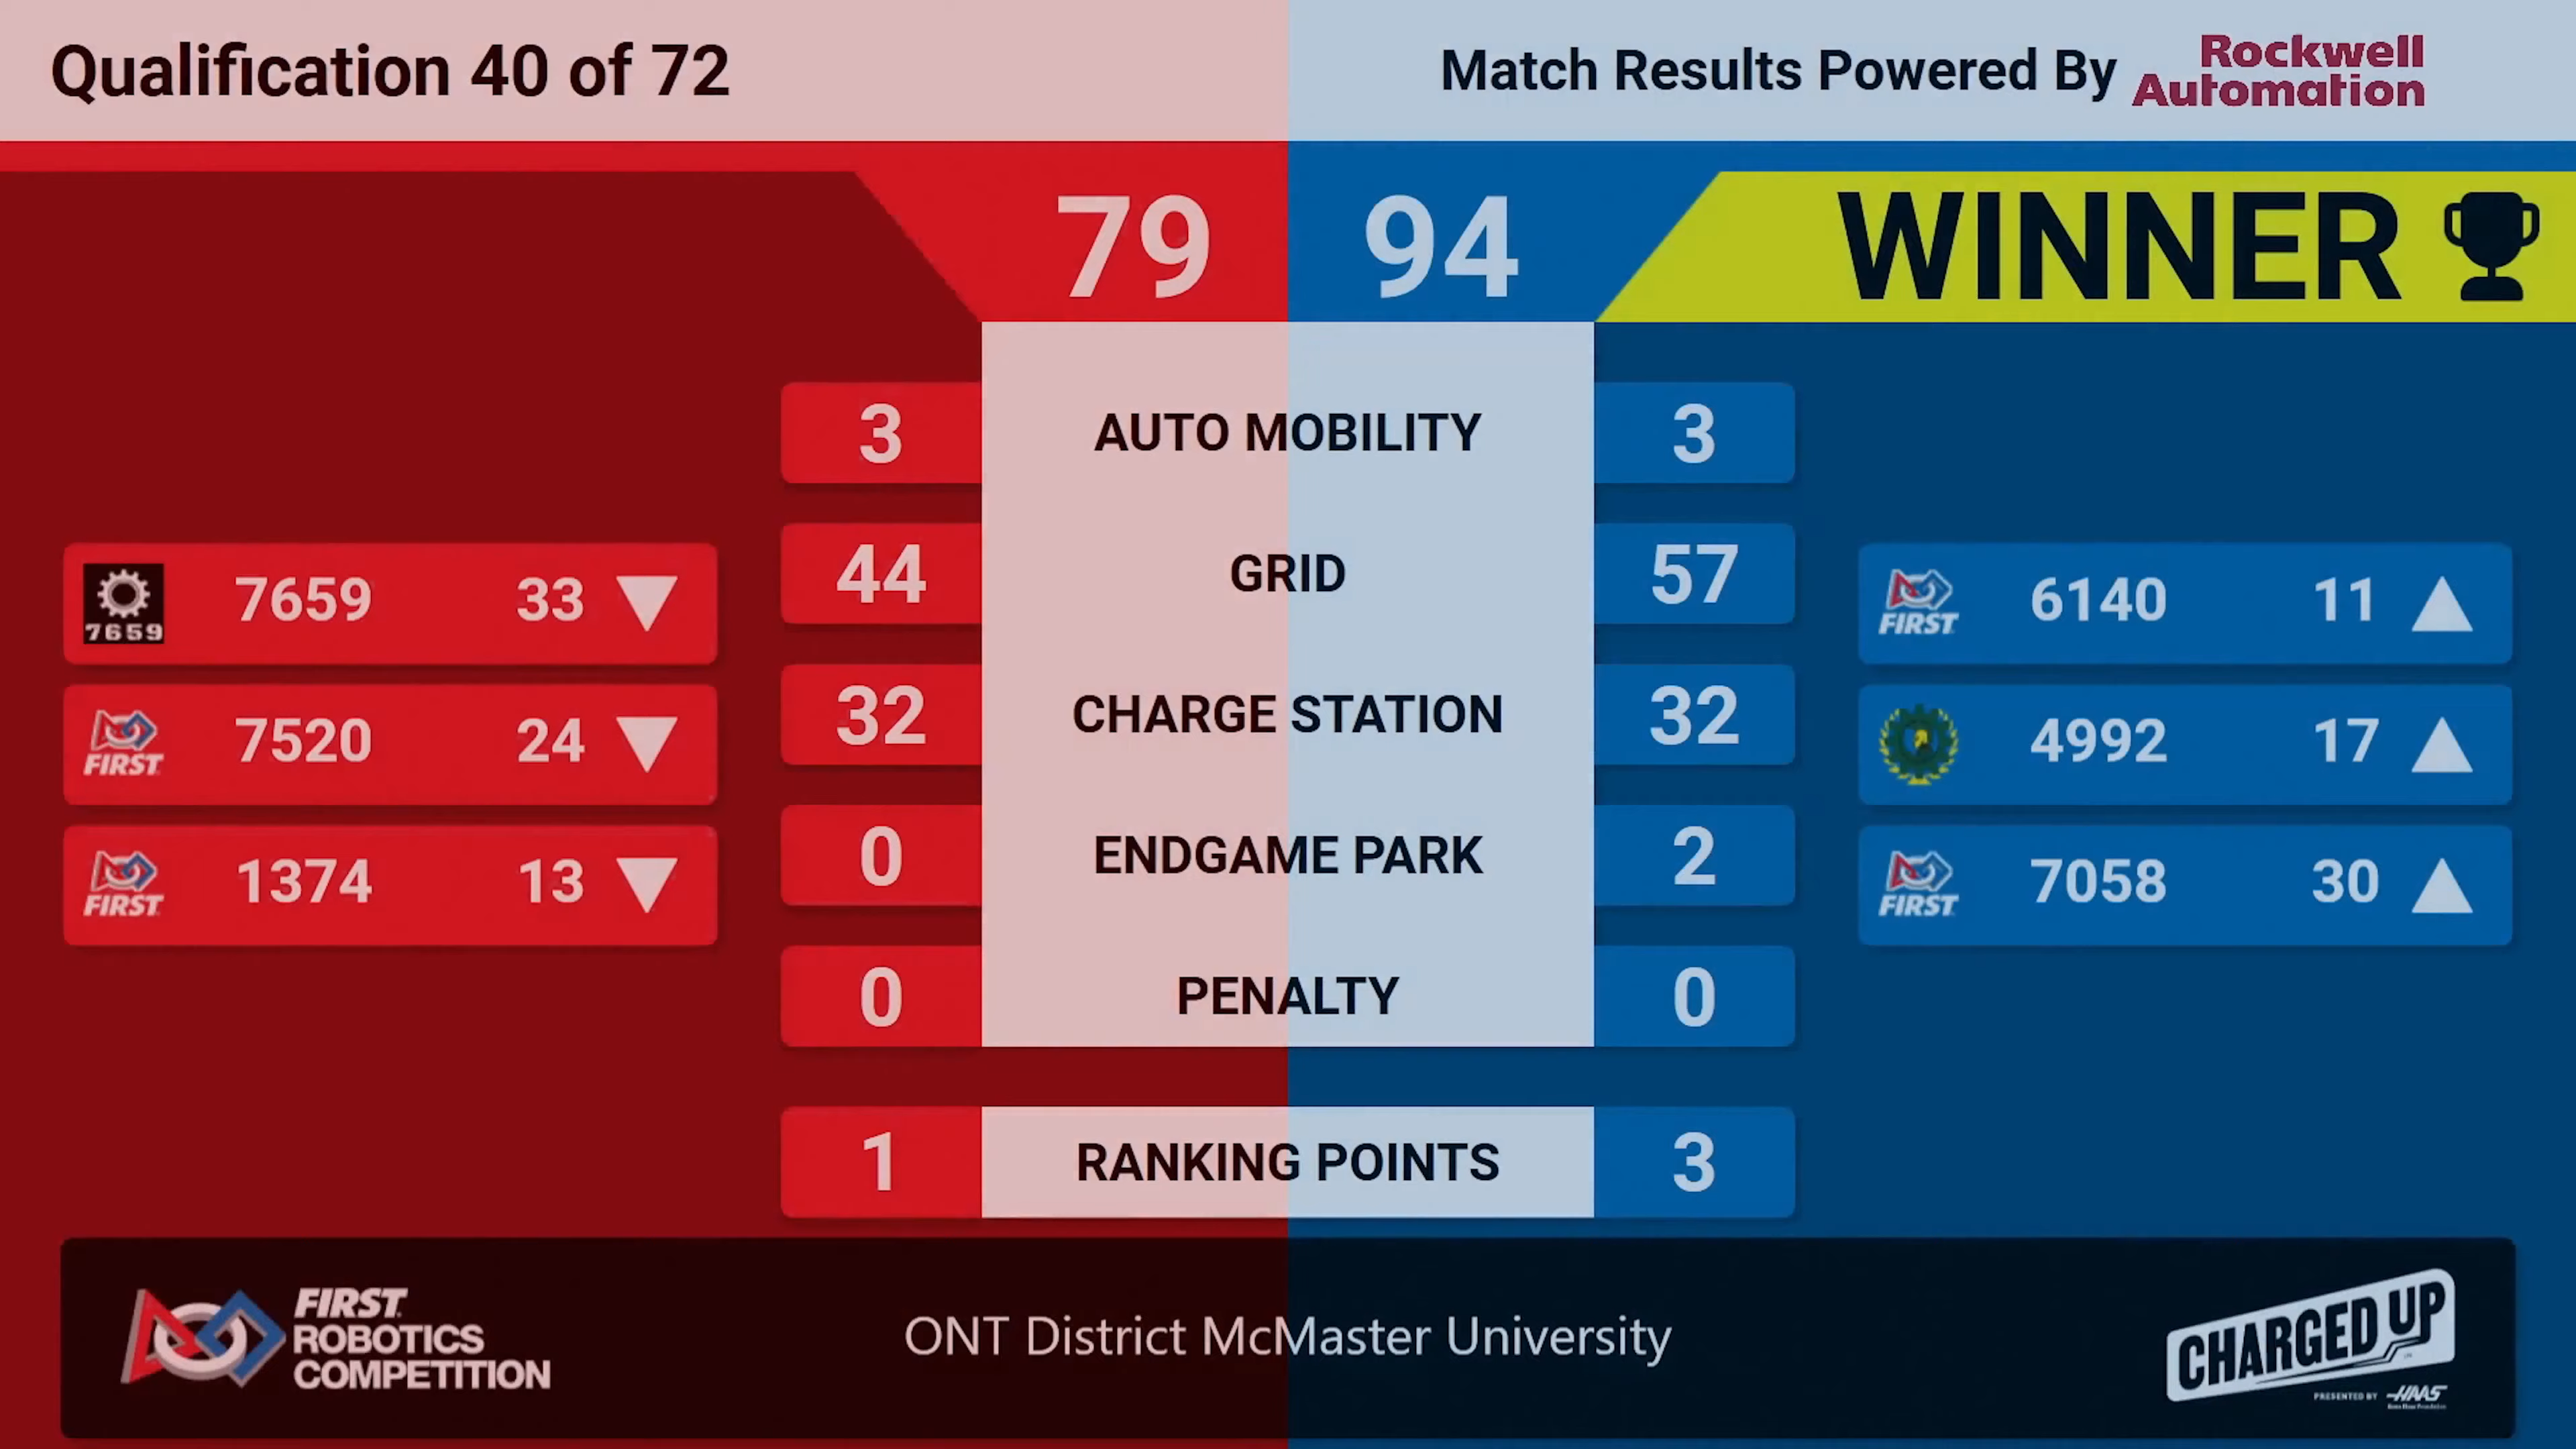 Qualification 40 of 72
Match Results Powered By
Rockwell
Automation
79
94
WINNER
3
AUTO MOBILITY
3
44
GRID
57
32
CHARGE STATION
32
0
ENDGAME PARK
2
0
PENALTY
0
1
RANKING POINTS
3
7659
7659 33
FIRST
7520 24
FIRST
1374 13
FIRST
6140 11
4992 17
FIRST
7058 30
FIRST
ROBOTICS
COMPETITION
ONT District McMaster University
CHARGED UP
PRESENTED BY HAAS